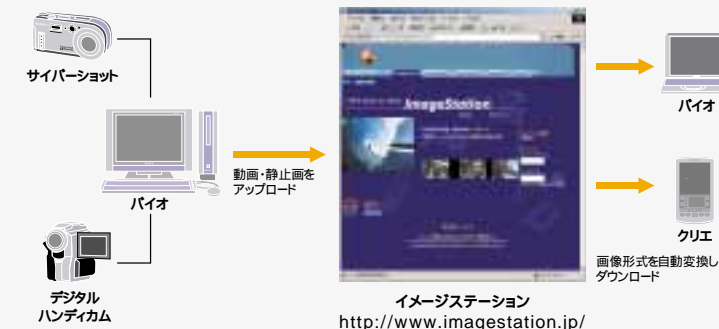 サイバーショット
バイオ
デジタル
ハンディカム
動画・静止画を
アップロード
ImageStation
イメージステーション
http://www.imagestation.jp/
バイオ
クリエ
画像形式を自動変換し
ダウンロード